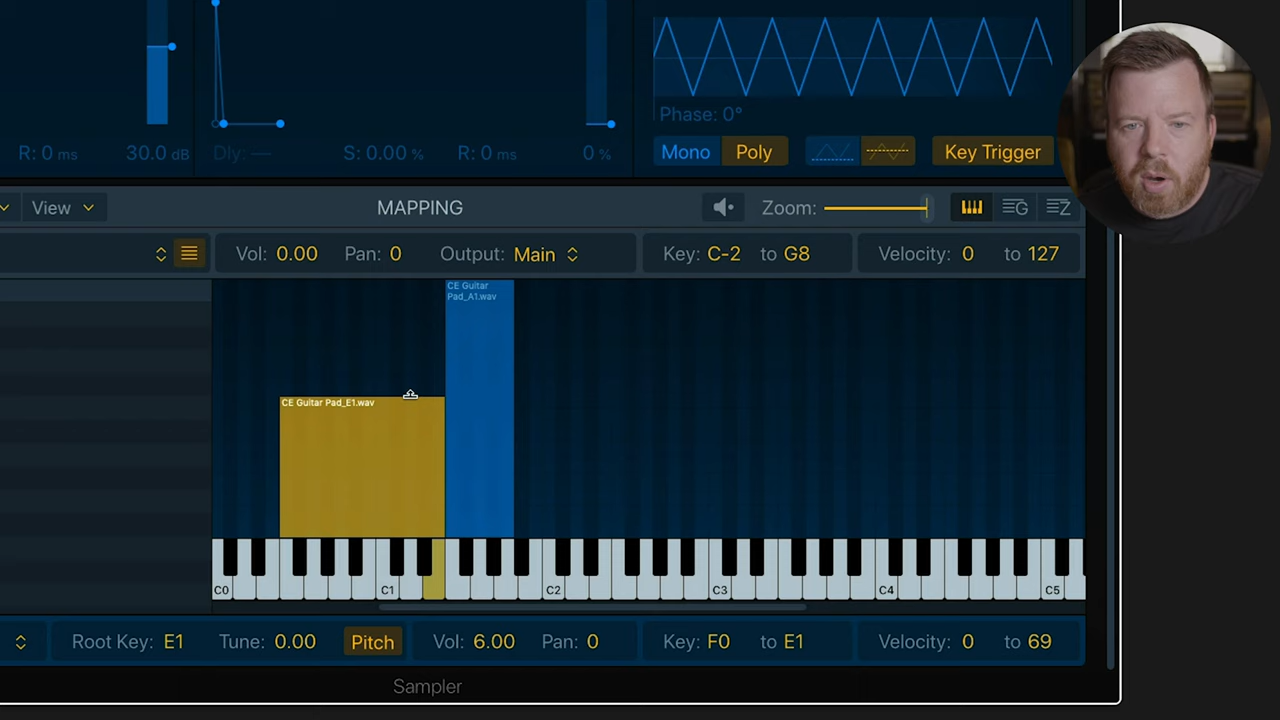 Phase: 0°
R: 0 ms
30.0 dB
Dly: —
S: 0.00 %
R: 0 ms
0 %
Mono
Poly
Key Trigger
View
MAPPING
Zoom:
Vol: 0.00
Pan: 0
Output: Main
Key: C-2 to G8
Velocity: 0 to 127
CE Guitar
Pad_A1.wav
CE Guitar Pad_E1.wav
C0
C1
C2
C3
C4
C5
Root Key: E1
Tune: 0.00
Pitch
Vol: 6.00
Pan: 0
Key: F0 to E1
Velocity: 0 to 69
Sampler